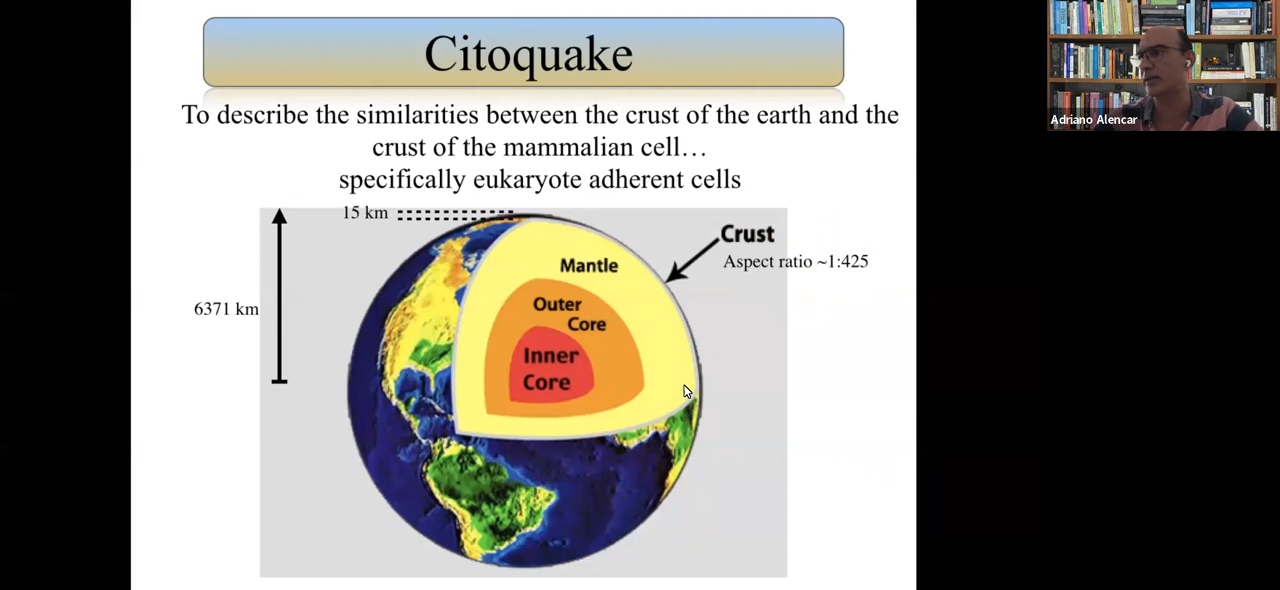 Citoquake
To describe the similarities between the crust of the earth and the
crust of the mammalian cell…
specifically eukaryote adherent cells
15 km
Crust
Aspect ratio ~1:425
Mantle
6371 km
Outer
Core
Inner
Core
Adriano Alencar